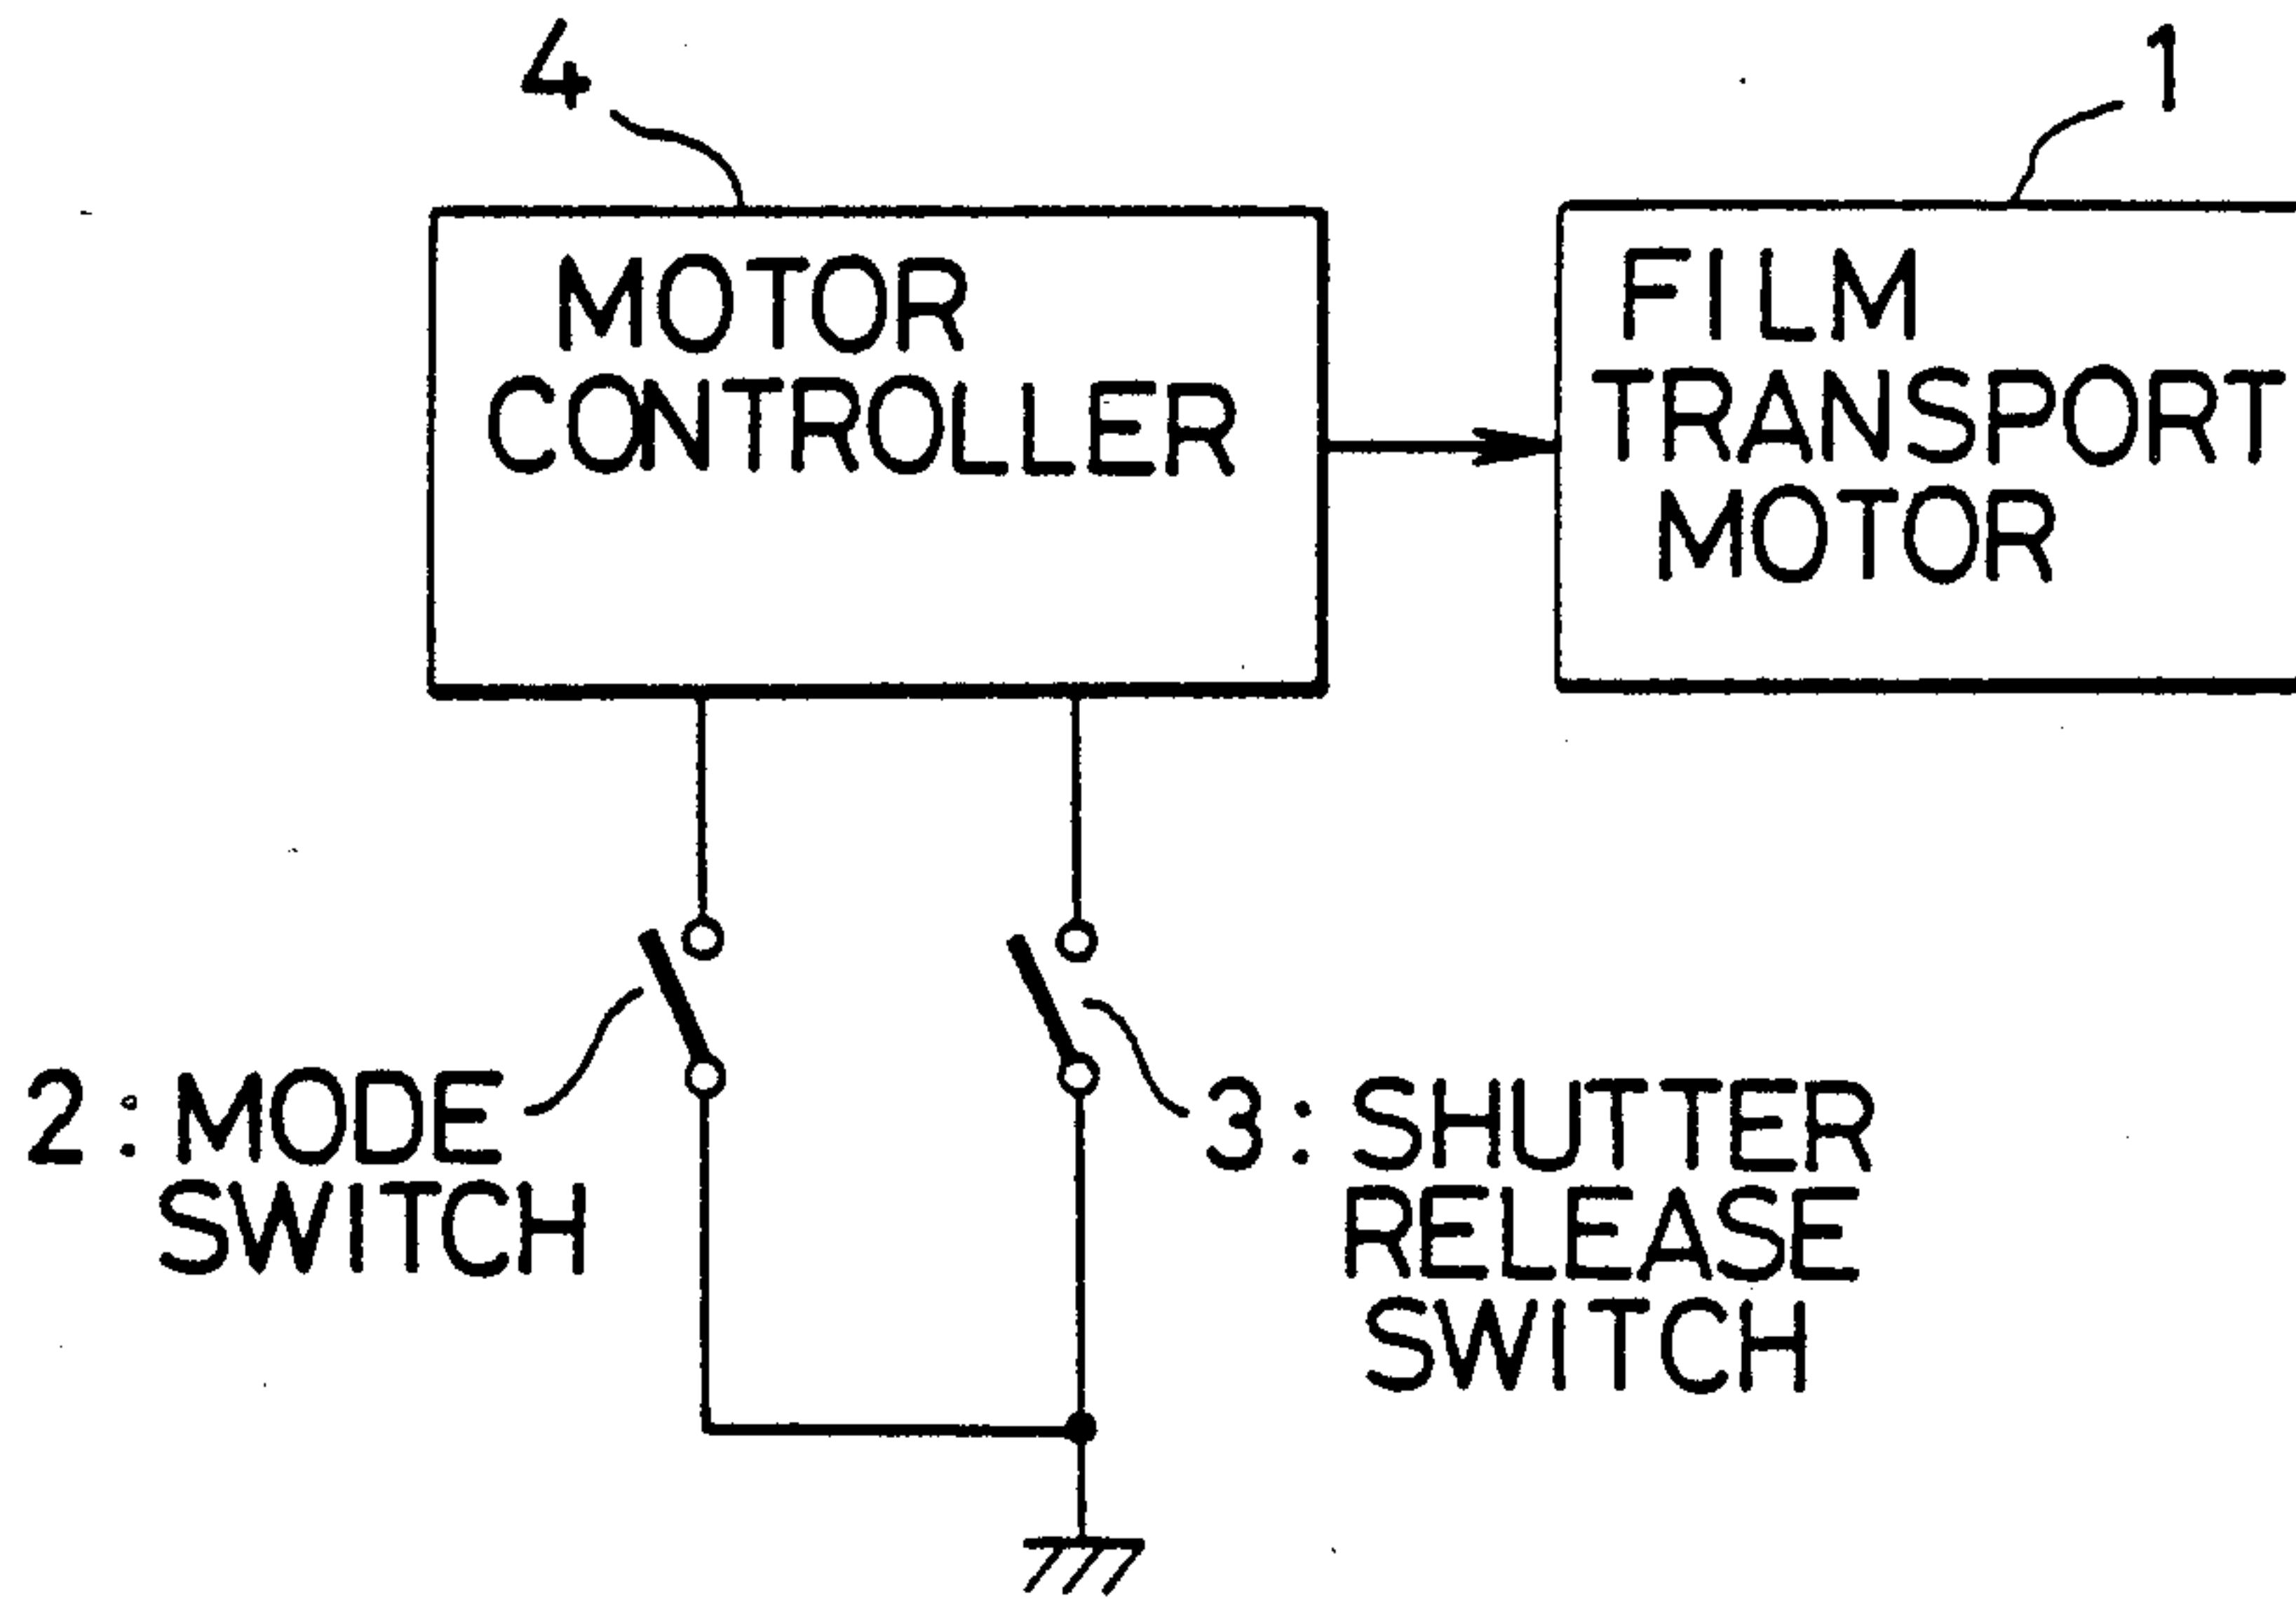 4
1
MOTOR
CONTROLLER
FILM
TRANSPORT
MOTOR
2: MODE
SWITCH
3: SHUTTER
RELEASE
SWITCH